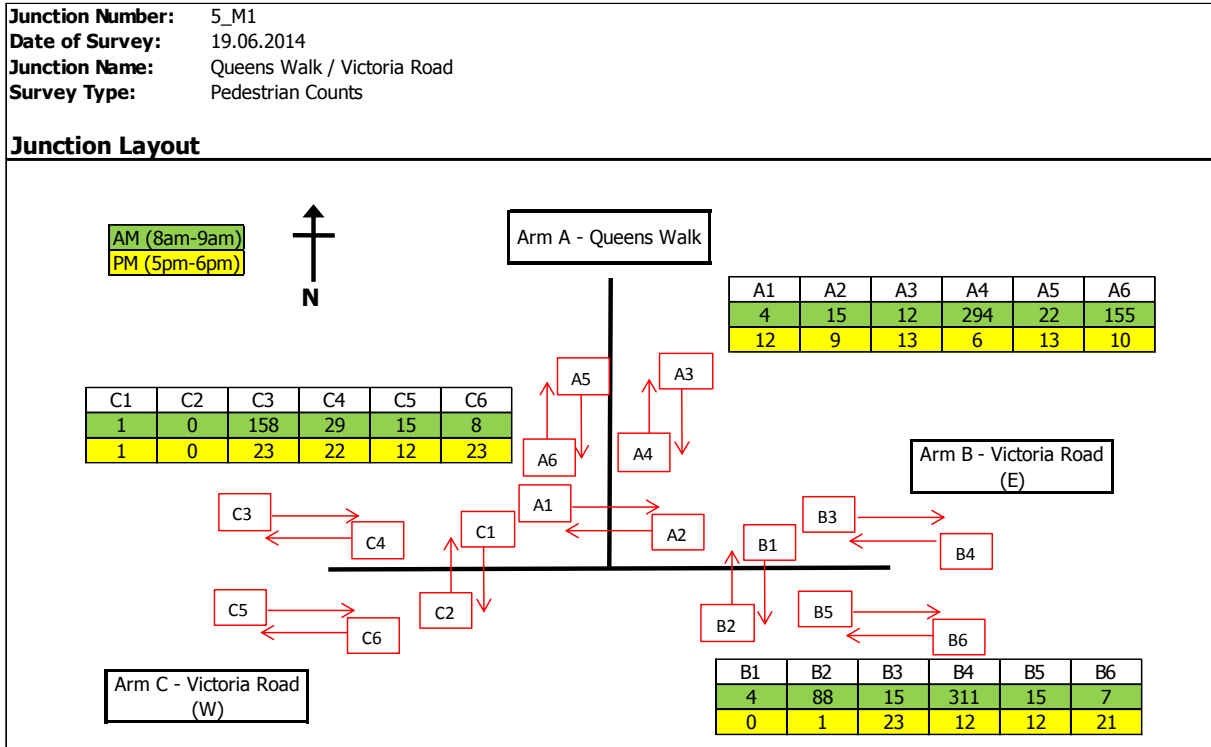 Junction Number: 5_M1
Date of Survey: 19.06.2014
Junction Name: Queens Walk / Victoria Road
Survey Type: Pedestrian Counts
Junction Layout
AM (8am-9am)
PM (5pm-6pm)
N
Arm A - Queens Walk
A1 A2 A3 A4 A5 A6
4 15 12 294 22 155
12 9 13 6 13 10
A5
A3
A6
A4
C1 C2 C3 C4 C5 C6
1 0 158 29 15 8
1 0 23 22 12 23
Arm B - Victoria Road
(E)
C3
C4
A1
A2
C1
C2
B3
B4
B1
B2
C5
C6
B5
B6
Arm C - Victoria Road
(W)
B1 B2 B3 B4 B5 B6
4 88 15 311 15 7
0 1 23 12 12 21